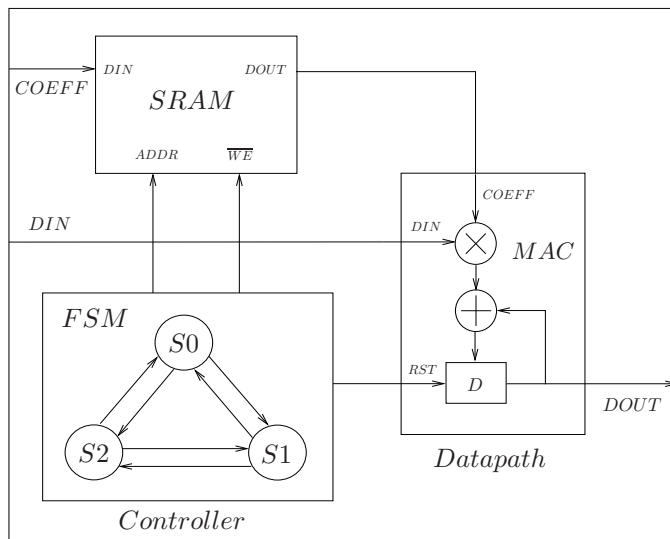 DIN
DOUT
COEFF
SRAM
ADDR
WE
COEFF
DIN
DIN
MAC
FSM
S0
RST
D
DOUT
S2
S1
Datapath
Controller